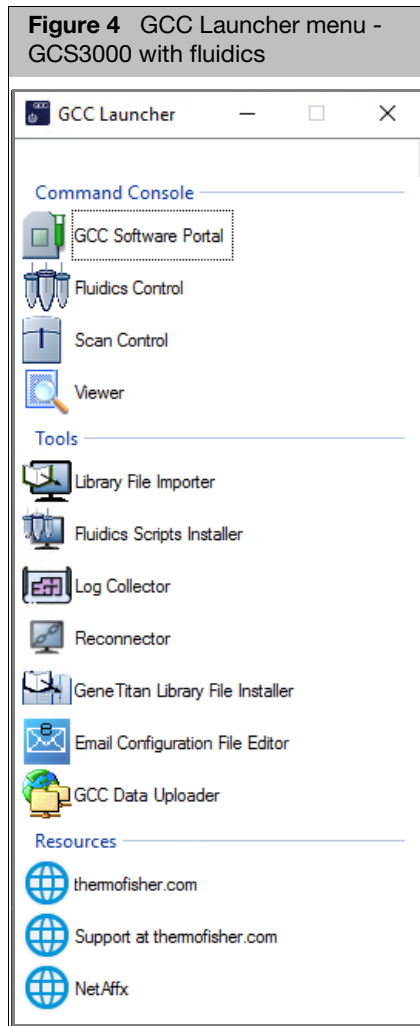 Figure 4 GCC Launcher menu -
GCS3000 with fluidics
GCC
GCC Launcher
Command Console
GCC Software Portal
Fluidics Control
Scan Control
Viewer
Tools
Library File Importer
Fluidics Scripts Installer
Log Collector
Reconnector
GeneTitan Library File Installer
Email Configuration File Editor
GCC Data Uploader
Resources
thermofisher.com
Support at thermofisher.com
NetAffx